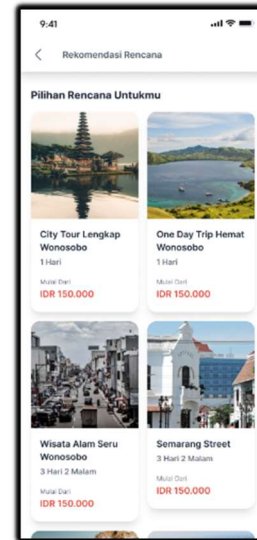 9:41
Rekomendasi Rencana
Pilihan Rencana Untukmu
City Tour Lengkap
Wonosobo
1 Hari
Mulai Dari
IDR 150.000
One Day Trip Hemat
Wonosobo
1 Hari
Mulai Dari
IDR 150.000
Wisata Alam Seru
Wonosobo
3 Hari 2 Malam
Mulai Dari
IDR 150.000
Semarang Street
3 Hari 2 Malam
Mulai Dari
IDR 150.000